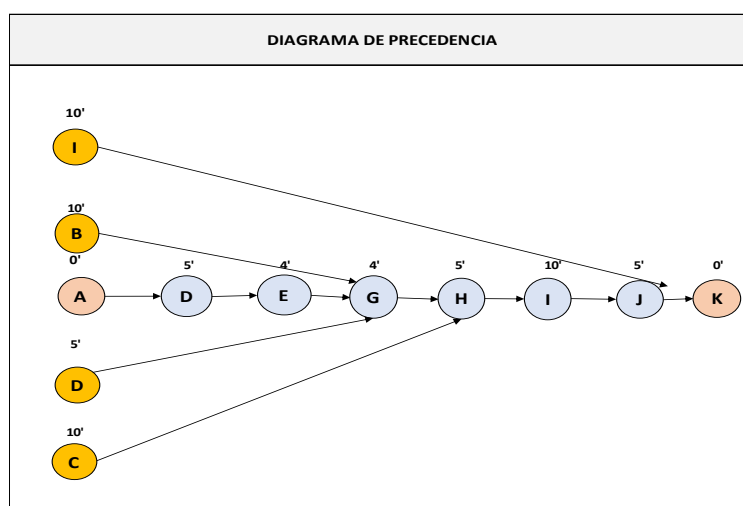 DIAGRAMA DE PRECEDENCIA
10'
I
10'
B
0' 5' 4' 4' 5' 10' 5' 0'
A D E G H I J K
5'
D
10'
C